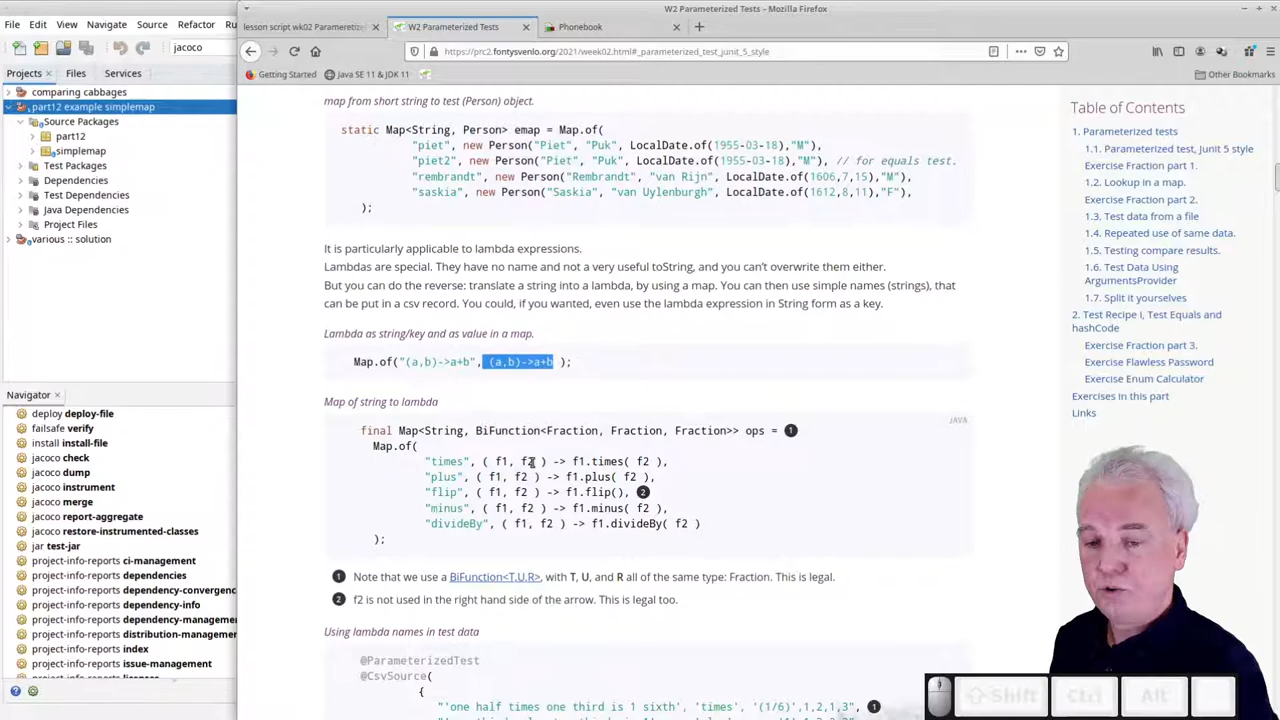 W2 Parameterized Tests - Mozilla Firefox
File Edit View Navigate Source Refactor Ru
lesson script wk02 Parameretize
W2 Parameterized Tests
Phonebook
jacoco
https://prc2.fontysvenlo.org/2021/week02.html#_parameterized_test_junit_5_style
Projects Files Services
Getting Started Java SE 11 & JDK 11 Other Bookmarks
comparing cabbages
part12 example simplemap
Source Packages
part12
simplemap
Test Packages
Dependencies
Test Dependencies
Java Dependencies
Project Files
various :: solution
Navigator
deploy deploy-file
failsafe verify
install install-file
jacoco check
jacoco dump
jacoco instrument
jacoco merge
jacoco report-aggregate
jacoco restore-instrumented-classes
jar test-jar
project-info-reports ci-management
project-info-reports dependencies
project-info-reports dependency-convergenc
project-info-reports dependency-info
project-info-reports dependency-manageme
project-info-reports distribution-managemer
project-info-reports index
project-info-reports issue-management
map from short string to test (Person) object.
static Map<String, Person> emap = Map.of(
"piet", new Person("Piet", "Puk", LocalDate.of(1955-03-18),"M"),
"piet2", new Person("Piet", "Puk", LocalDate.of(1955-03-18),"M"), // for equals test.
"rembrandt", new Person("Rembrandt", "van Rijn", LocalDate.of(1606,7,15),"M"),
"saskia", new Person("Saskia", "van Uylenburgh", LocalDate.of(1612,8,11),"F"),
);
It is particularly applicable to lambda expressions.
Lambdas are special. They have no name and not a very useful toString, and you can't overwrite them either.
But you can do the reverse: translate a string into a lambda, by using a map. You can then use simple names (strings), that
can be put in a csv record. You could, if you wanted, even use the lambda expression in String form as a key.
Lambda as string/key and as value in a map.
Map.of("(a,b)->a+b", (a,b)->a+b );
Map of string to lambda
JAVA
final Map<String, BiFunction<Fraction, Fraction, Fraction>> ops = 1
Map.of(
"times", ( f1, f2 ) -> f1.times( f2 ),
"plus", ( f1, f2 ) -> f1.plus( f2 ),
"flip", ( f1, f2 ) -> f1.flip(), 2
"minus", ( f1, f2 ) -> f1.minus( f2 ),
"divideBy", ( f1, f2 ) -> f1.divideBy( f2 )
);
1 Note that we use a BiFunction<T,U,R>, with T, U, and R all of the same type: Fraction. This is legal.
2 f2 is not used in the right hand side of the arrow. This is legal too.
Using lambda names in test data
@ParameterizedTest
@CsvSource(
{
"'one half times one third is 1 sixth', 'times', '(1/6)',1,2,1,3", 1
Table of Contents
1. Parameterized tests
1.1. Parameterized test, Junit 5 style
Exercise Fraction part 1.
1.2. Lookup in a map.
Exercise Fraction part 2.
1.3. Test data from a file
1.4. Repeated use of same data.
1.5. Testing compare results.
1.6. Test Data Using
ArgumentsProvider
1.7. Split it yourselves
2. Test Recipe I, Test Equals and
hashCode
Exercise Fraction part 3.
Exercise Flawless Password
Exercise Enum Calculator
Exercises in this part
Links
Shift Ctrl Alt